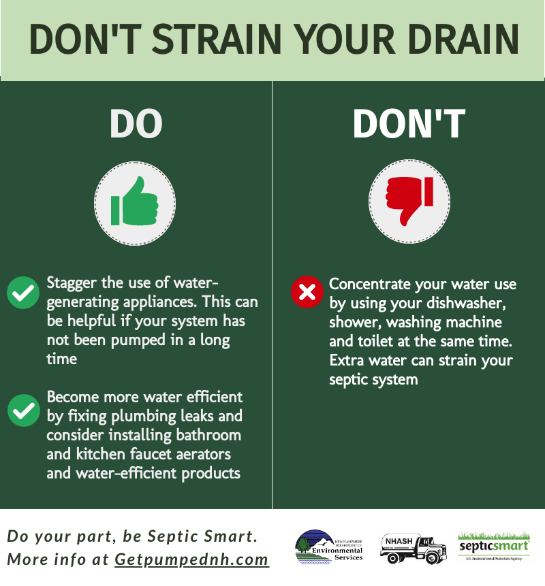 DON'T STRAIN YOUR DRAIN
DO
Stagger the use of water-
generating appliances. This can
be helpful if your system has
not been pumped in a long
time
Become more water efficient
by fixing plumbing leaks and
consider installing bathroom
and kitchen faucet aerators
and water-efficient products
DON'T
Concentrate your water use
by using your dishwasher,
shower, washing machine
and toilet at the same time.
Extra water can strain your
septic system
Do your part, be Septic Smart.
More info at Getpumpednh.com
Environmental
Services
NHASH
septicsmart